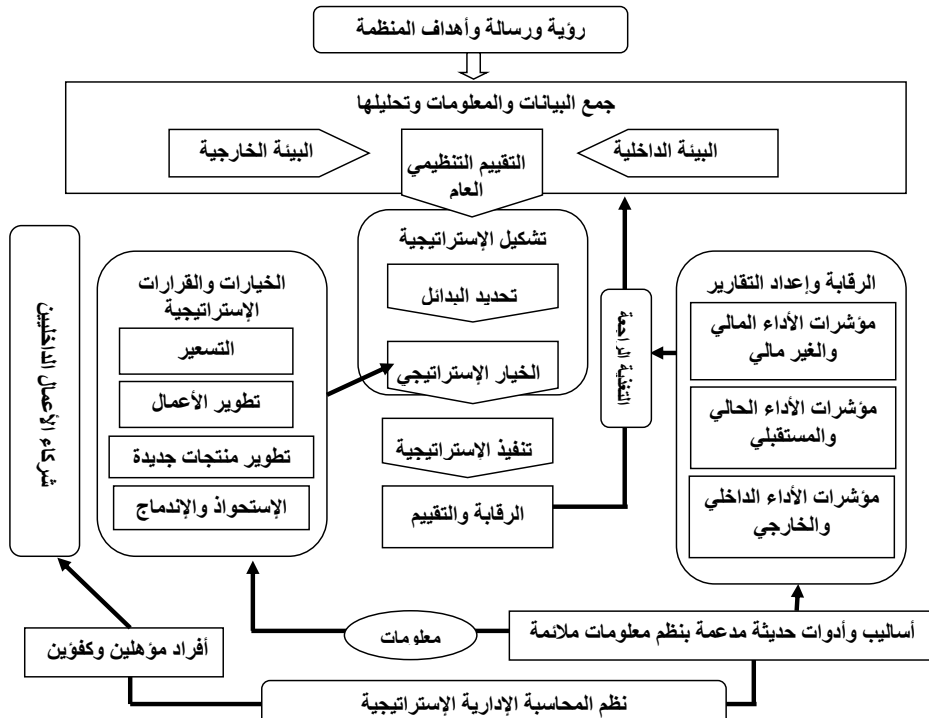 رؤية ورسالة وأهداف المنظمة
جمع البيانات والمعلومات وتحليلها
البيئة الداخلية
التقييم التنظيمي
العام
البيئة الخارجية
تشكيل الإستراتيجية
تحديد البدائل
الخيار الإستراتيجي
تنفيذ الإستراتيجية
الرقابة والتقييم
الرقابة وإعداد التقارير
مؤشرات الأداء المالي
والغير مالي
مؤشرات الأداء الحالي
والمستقبلي
مؤشرات الأداء الداخلي
والخارجي
التغذية الراجعة
الخيارات والقرارات
الإستراتيجية
التسعير
تطوير الأعمال
تطوير منتجات جديدة
الإستحواذ والإندماج
شركاء الأعمال الداخليين
أساليب وأدوات حديثة مدعمة بنظم معلومات ملائمة
معلومات
أفراد مؤهلين وكفؤين
نظم المحاسبة الإدارية الإستراتيجية